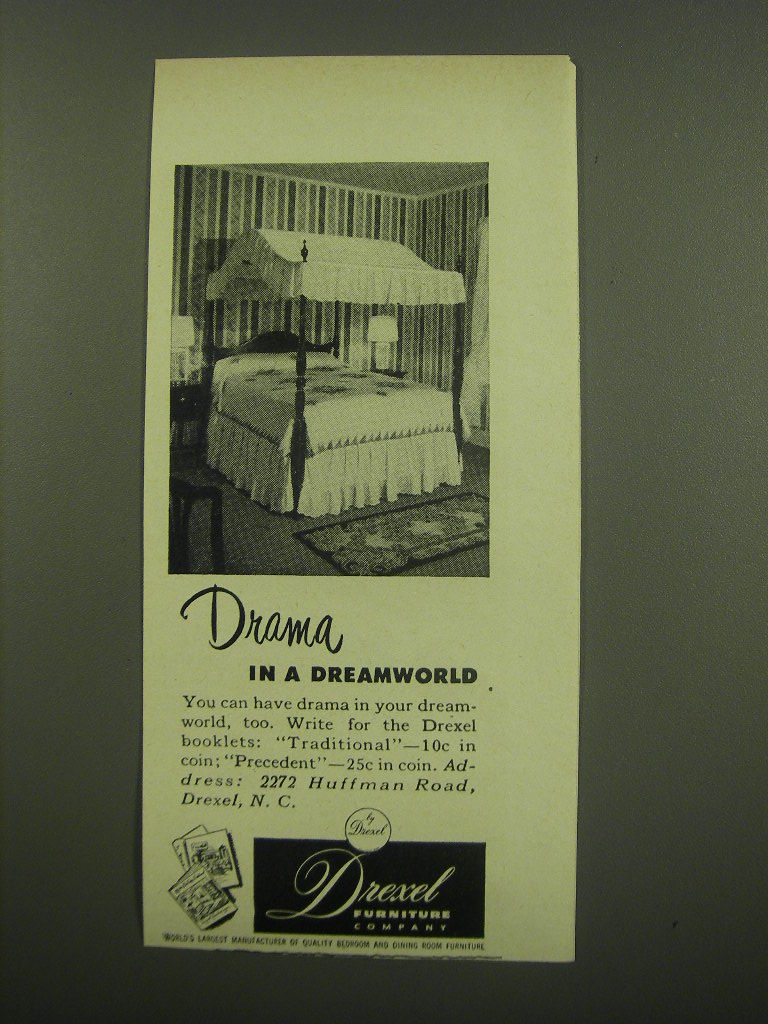 Drama
IN A DREAMWORLD
You can have drama in your dream-
world, too. Write for the Drexel
booklets: "Traditional"—10c in
coin; "Precedent"—25c in coin. Ad-
dress: 2272 Huffman Road,
Drexel, N. C.
by
Drexel
Drexel
FURNITURE
COMPANY
WORLD'S LARGEST MANUFACTURER OF QUALITY BEDROOM AND DINING ROOM FURNITURE